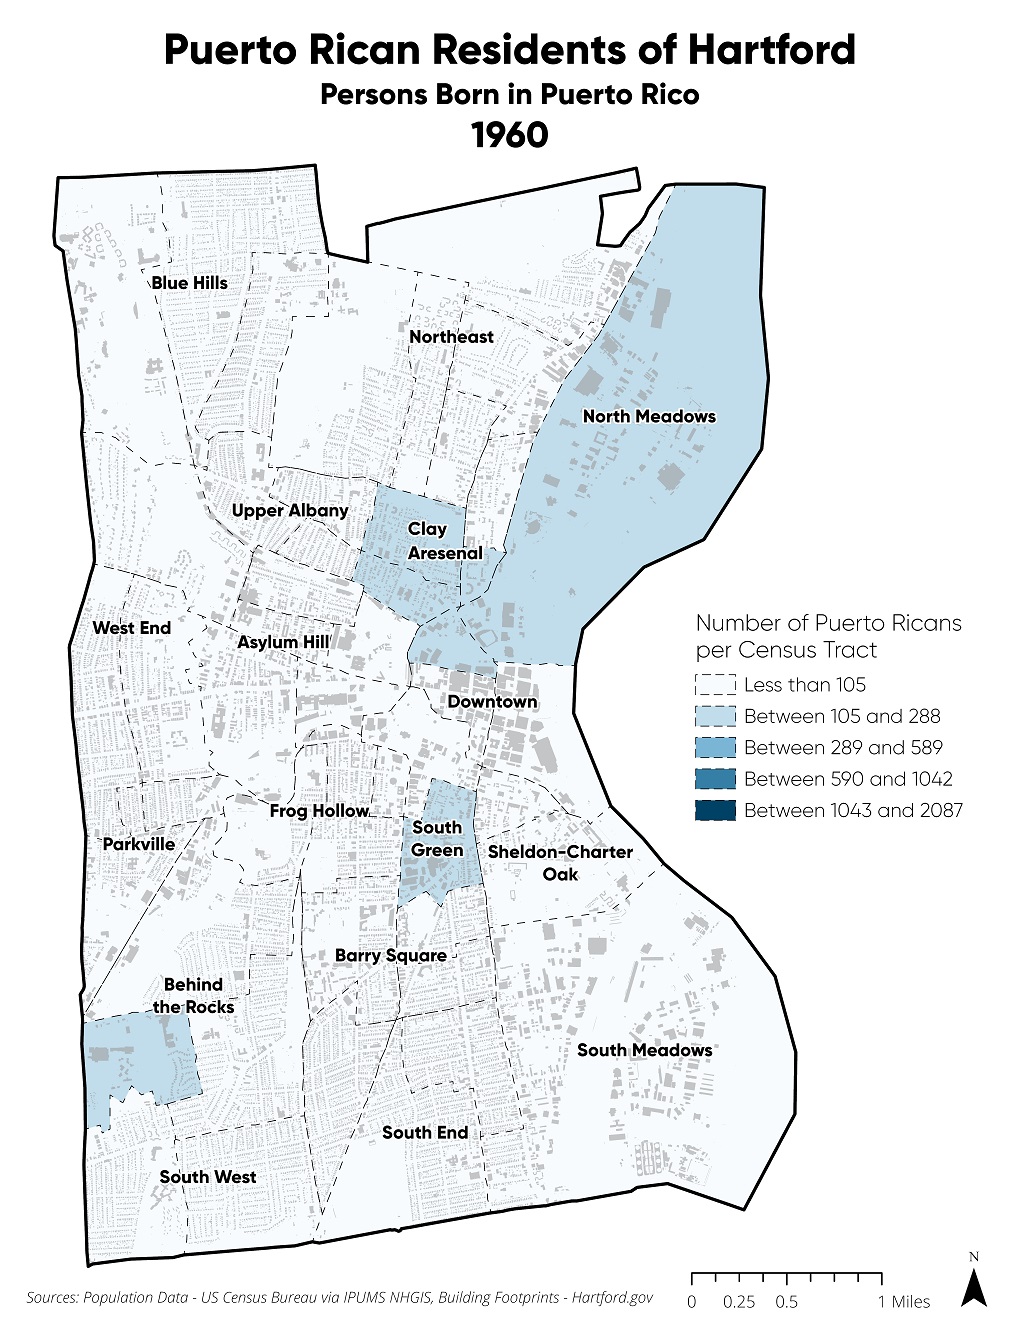 Puerto Rican Residents of Hartford
Persons Born in Puerto Rico
1960
Blue Hills
Northeast
North Meadows
Upper Albany
Clay
Aresenal
West End
Asylum Hill
Downtown
Number of Puerto Ricans
per Census Tract
Less than 105
Between 105 and 288
Between 289 and 589
Between 590 and 1042
Between 1043 and 2087
Frog Hollow
South
Green
Parkville
Sheldon-Charter
Oak
Barry Square
Behind
the Rocks
South Meadows
South End
South West
Sources: Population Data - US Census Bureau via IPUMS NHGIS, Building Footprints - Hartford.gov
0 0.25 0.5 1 Miles
N